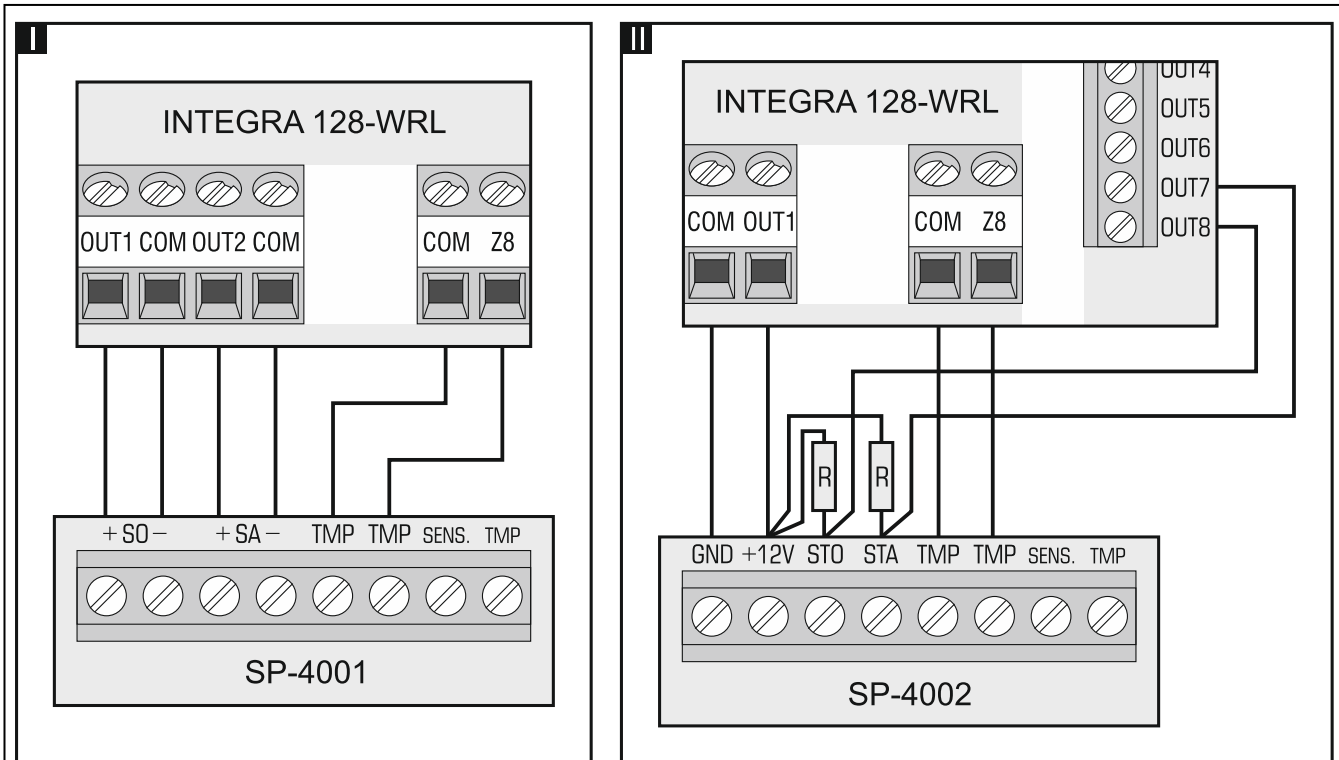 I
INTEGRA 128-WRL
OUT1 COM OUT2 COM
COM Z8
+ SO − + SA − TMP TMP SENS. TMP
SP-4001
II
INTEGRA 128-WRL
OUT4
OUT5
OUT6
OUT7
OUT8
COM OUT1
COM Z8
R
R
GND +12V STO STA TMP TMP SENS. TMP
SP-4002